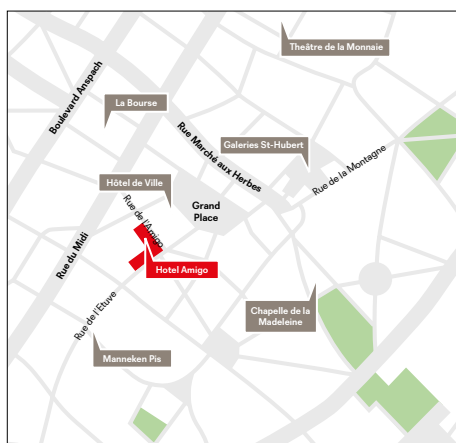 Théâtre de la Monnaie
Boulevard Anspach
La Bourse
Rue Marché aux Herbes
Galeries St-Hubert
Rue de la Montagne
Hôtel de Ville
Grand
Place
Rue de l'Amigo
Rue du Midi
Hotel Amigo
Rue de l'Etuve
Chapelle de la
Madeleine
Manneken Pis